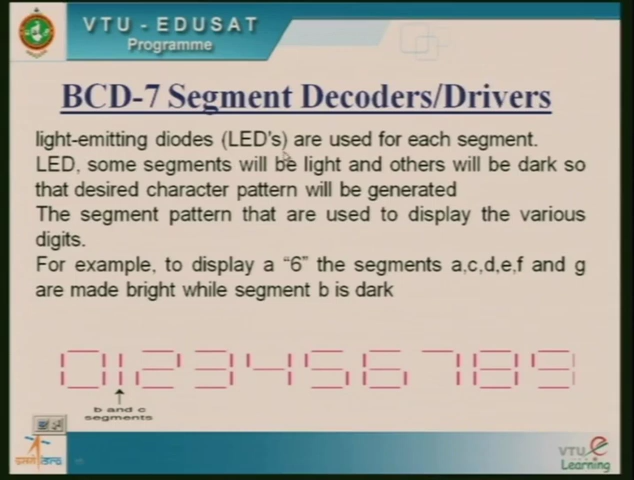 VTU - EDUSAT
Programme
BCD-7 Segment Decoders/Drivers
light-emitting diodes (LED's) are used for each segment.
LED, some segments will be light and others will be dark so
that desired character pattern will be generated
The segment pattern that are used to display the various
digits.
For example, to display a “6” the segments a,c,d,e,f and g
are made bright while segment b is dark
0123456789
b and c
segments
VTU e
Learning